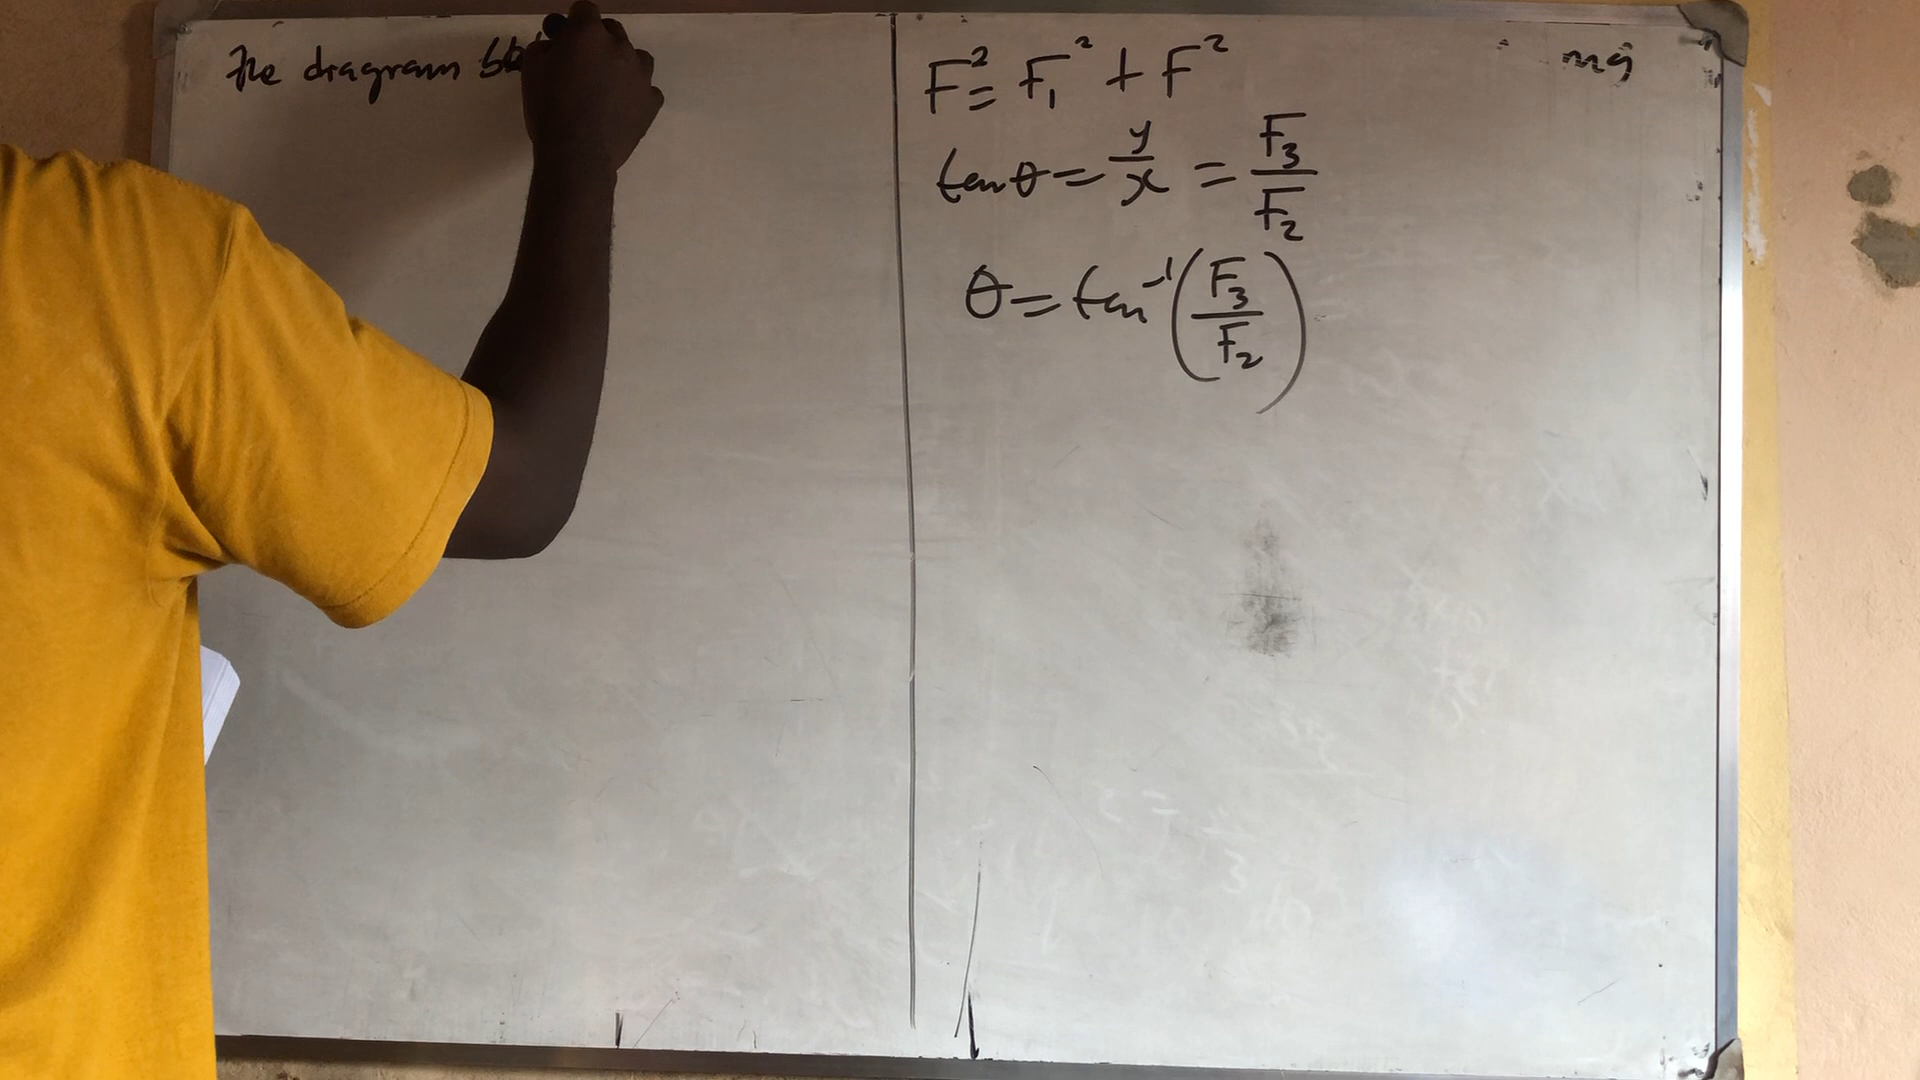 The diagram
F² = F₁² + F²
tan θ = y/x = F₃/F₂
θ = tan⁻¹(F₃/F₂)
mg